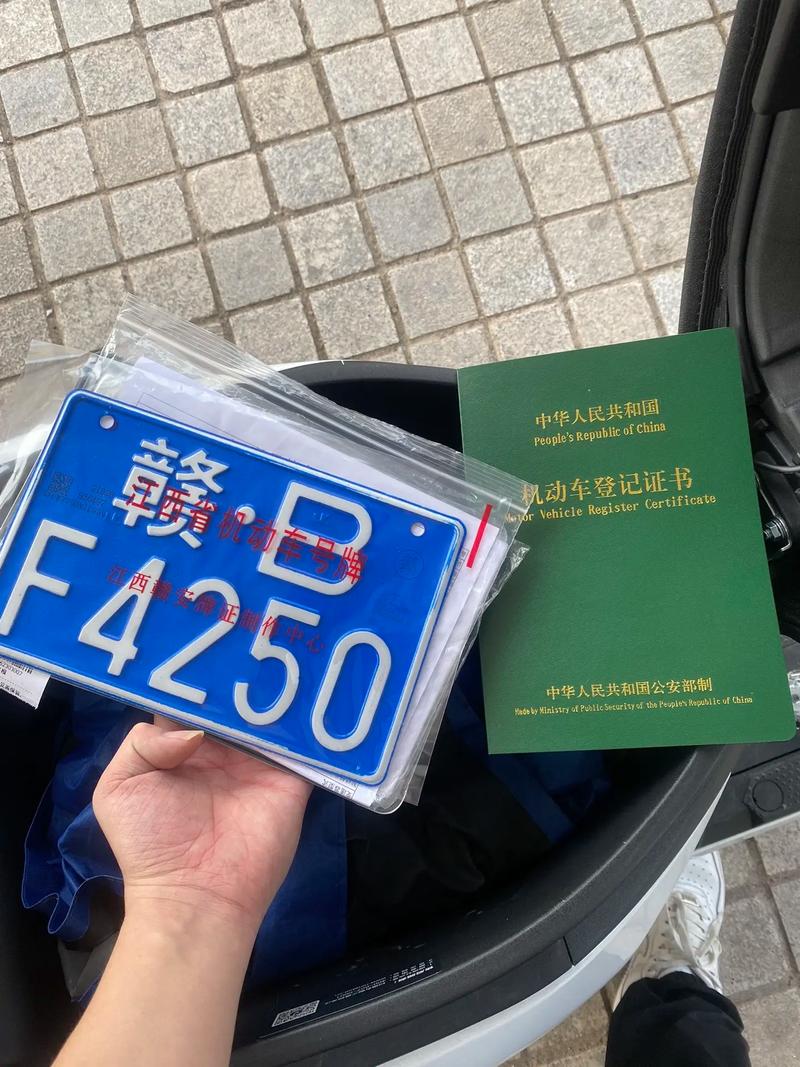 赣·B
F4250
江西省机动车号牌
江西赣安牌证制作中心
中华人民共和国
People's Republic of China
机动车登记证书
Motor Vehicle Register Certificate
中华人民共和国公安部制
Made by Ministry of Public Security of the People's Republic of China